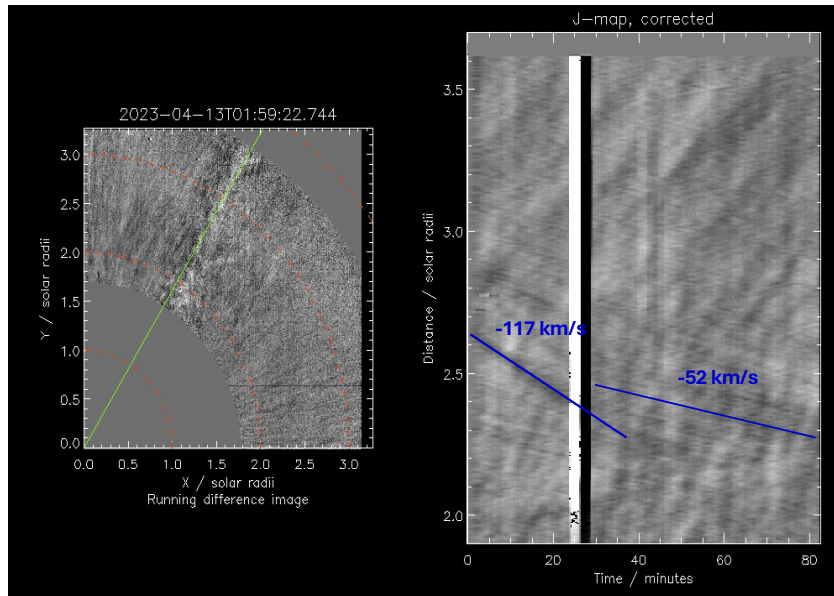 2023-04-13T01:59:22.744
3.0
2.5
2.0
1.5
1.0
0.5
0.0
Y / solar radii
0.0 0.5 1.0 1.5 2.0 2.5 3.0
X / solar radii
Running difference image
J-map, corrected
3.5
3.0
2.5
2.0
Distance / solar radii
-117 km/s
-52 km/s
0 20 40 60 80
Time / minutes